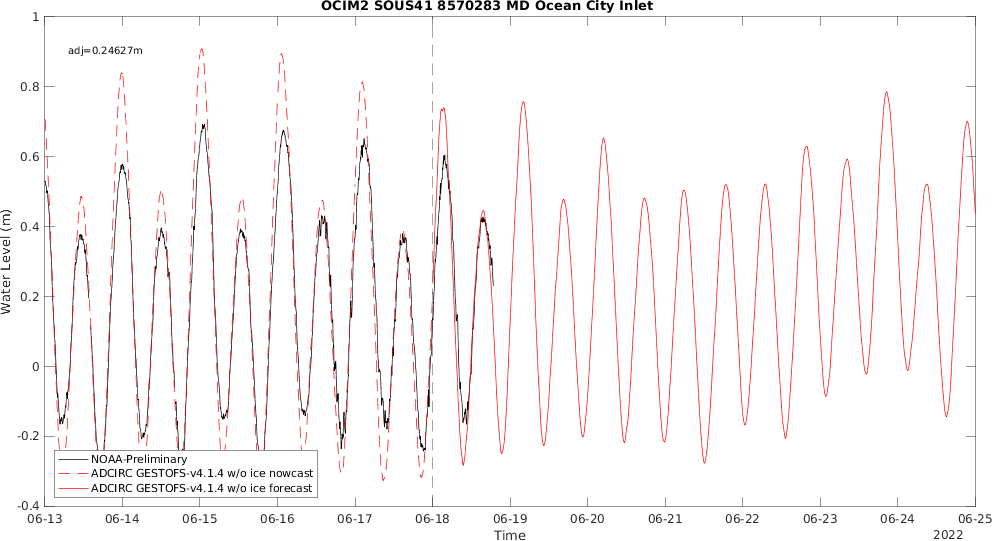 OCIM2 SOUS41 8570283 MD Ocean City Inlet
1
adj=0.24627m
0.8
0.6
0.4
0.2
0
-0.2
-0.4
Water Level (m)
NOAA-Preliminary
ADCIRC GESTOFS-v4.1.4 w/o ice nowcast
ADCIRC GESTOFS-v4.1.4 w/o ice forecast
06-13 06-14 06-15 06-16 06-17 06-18 06-19 06-20 06-21 06-22 06-23 06-24 06-25
Time
2022